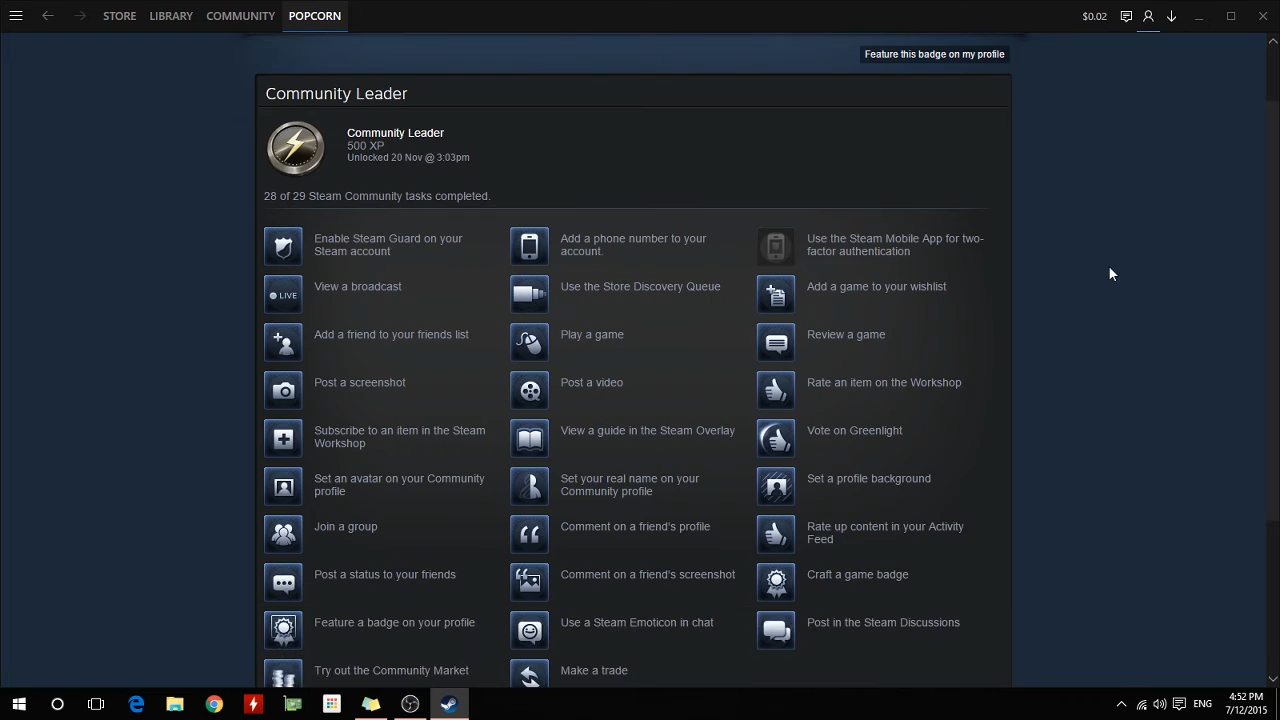 STORE LIBRARY COMMUNITY POPCORN $0.02
Feature this badge on my profile
Community Leader
Community Leader
500 XP
Unlocked 20 Nov @ 3:03pm
28 of 29 Steam Community tasks completed.
Enable Steam Guard on your
Steam account
Add a phone number to your
account.
Use the Steam Mobile App for two-
factor authentication
LIVE
View a broadcast
Use the Store Discovery Queue
Add a game to your wishlist
Add a friend to your friends list
Play a game
Review a game
Post a screenshot
Post a video
Rate an item on the Workshop
Subscribe to an item in the Steam
Workshop
View a guide in the Steam Overlay
Vote on Greenlight
Set an avatar on your Community
profile
Set your real name on your
Community profile
Set a profile background
Join a group
Comment on a friend's profile
Rate up content in your Activity
Feed
Post a status to your friends
Comment on a friend's screenshot
Craft a game badge
Feature a badge on your profile
Use a Steam Emoticon in chat
Post in the Steam Discussions
Try out the Community Market
Make a trade
ENG
4:52 PM
7/12/2015